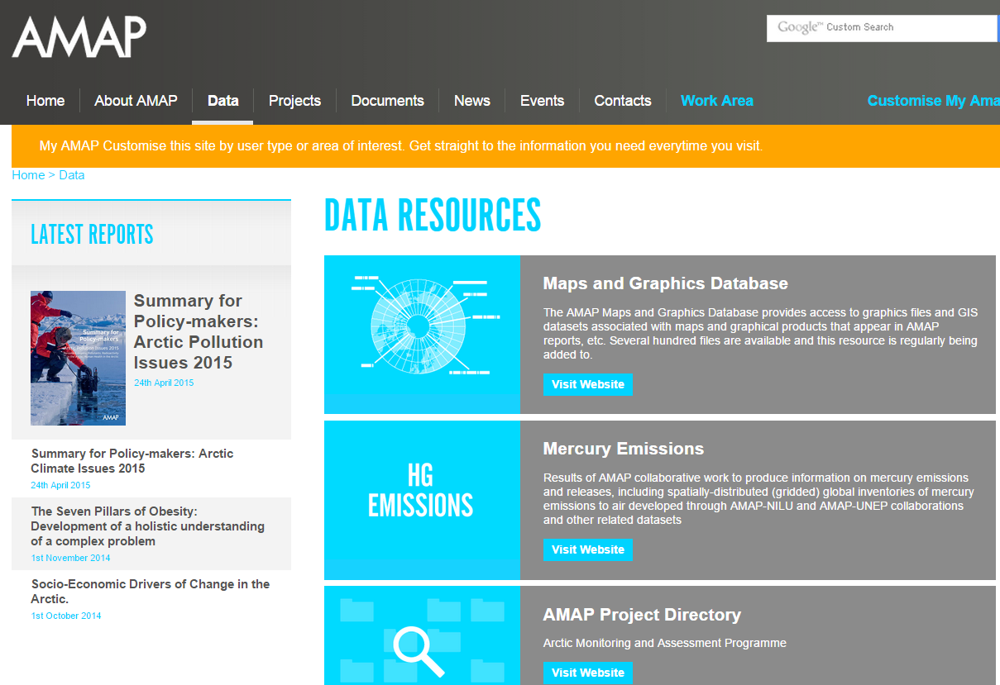 AMAP
Google™ Custom Search
Home
About AMAP
Data
Projects
Documents
News
Events
Contacts
Work Area
Customise My Ama
My AMAP Customise this site by user type or area of interest. Get straight to the information you need everytime you visit.
Home > Data
LATEST REPORTS
Summary for
Policy-makers
Arctic Pollution Issues 2015
AMAP
Summary for
Policy-makers:
Arctic Pollution
Issues 2015
24th April 2015
Summary for Policy-makers: Arctic
Climate Issues 2015
24th April 2015
The Seven Pillars of Obesity:
Development of a holistic understanding
of a complex problem
1st November 2014
Socio-Economic Drivers of Change in the
Arctic.
1st October 2014
DATA RESOURCES
Maps and Graphics Database
The AMAP Maps and Graphics Database provides access to graphics files and GIS
datasets associated with maps and graphical products that appear in AMAP
reports, etc. Several hundred files are available and this resource is regularly being
added to.
Visit Website
HG
EMISSIONS
Mercury Emissions
Results of AMAP collaborative work to produce information on mercury emissions
and releases, including spatially-distributed (gridded) global inventories of mercury
emissions to air developed through AMAP-NILU and AMAP-UNEP collaborations
and other related datasets
Visit Website
AMAP Project Directory
Arctic Monitoring and Assessment Programme
Visit Website